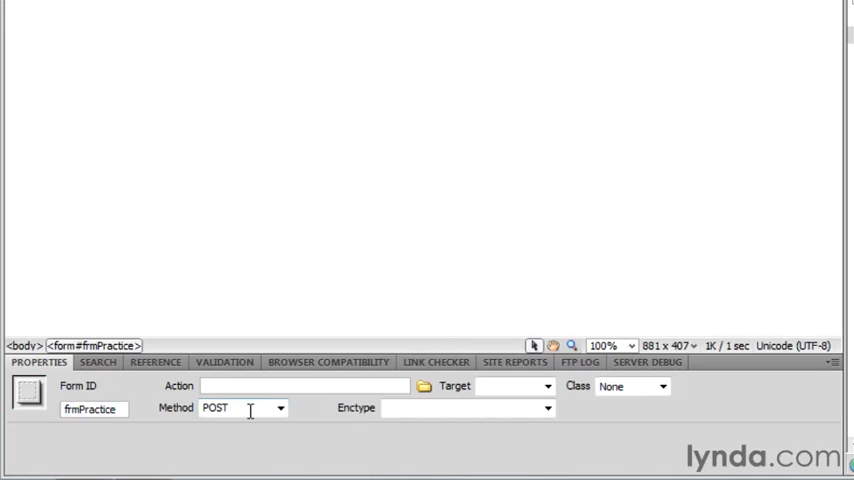 <body> <form#frmPractice> 100% 881 x 407 1K / 1 sec Unicode (UTF-8)
PROPERTIES SEARCH REFERENCE VALIDATION BROWSER COMPATIBILITY LINK CHECKER SITE REPORTS FTP LOG SERVER DEBUG
Form ID Action Target Class None
frmPractice Method POST Enctype
lynda.com